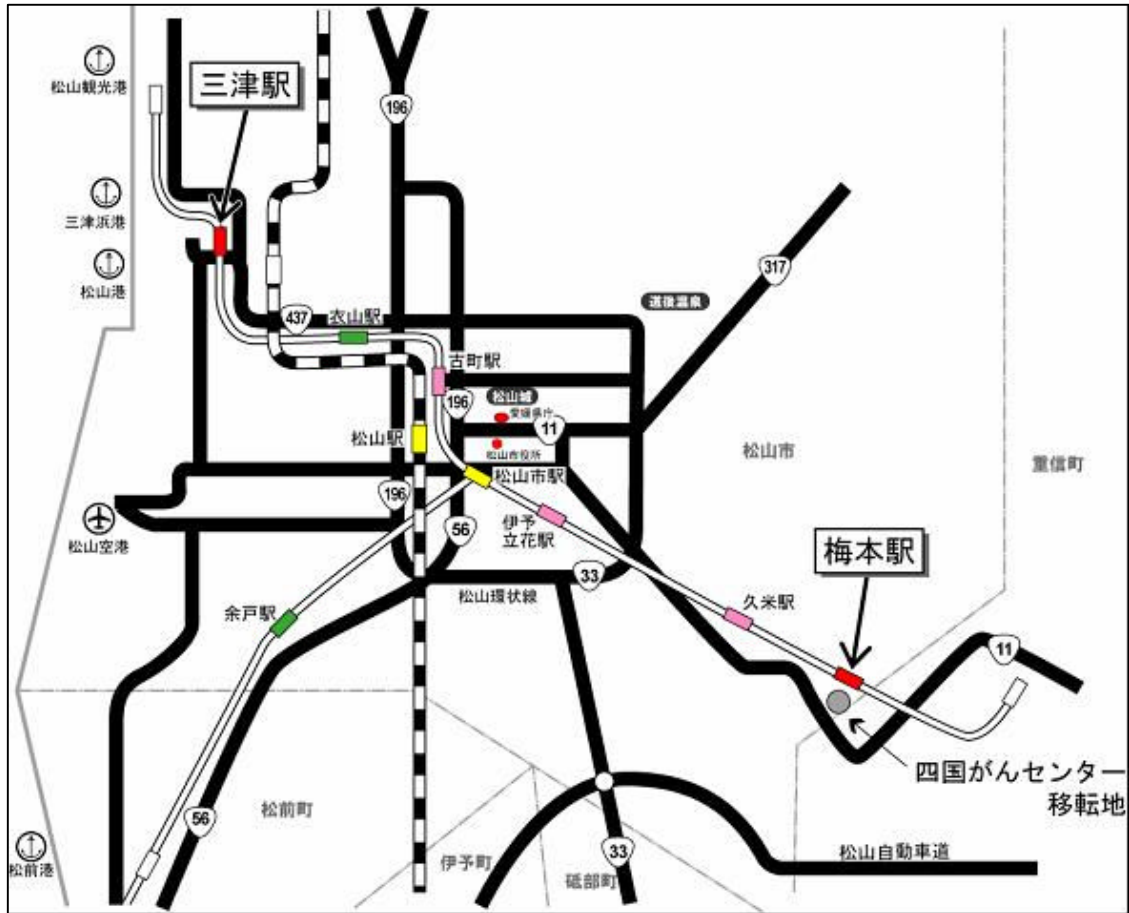 松山観光港
三津駅
196
三津浜港
松山港
317
道後温泉
437
衣山駅
古町駅
196
松山城
愛媛県庁
11
松山駅
松山市役所
松山市
重信町
松山市駅
196
56
伊予
立花駅
松山空港
梅本駅
33
松山環状線
久米駅
余戸駅
11
四国がんセンター
移転地
松前町
56
伊予町
33
砥部町
松山自動車道
松前港